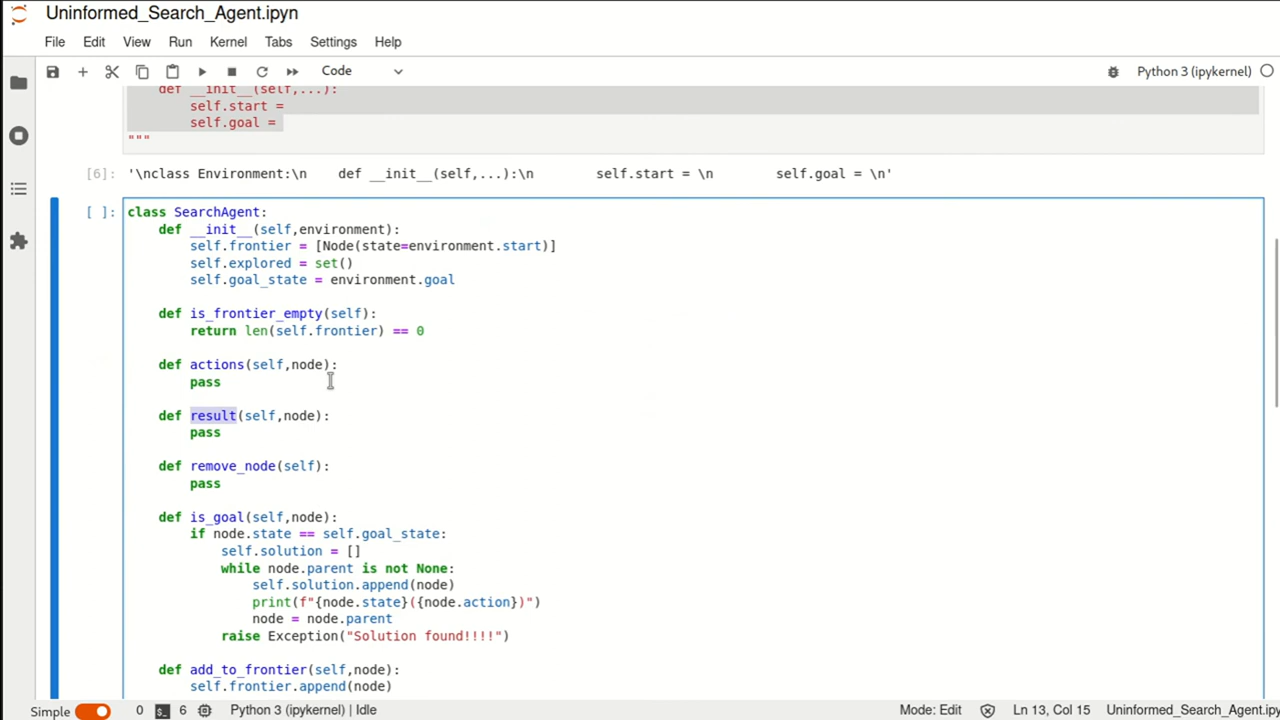 Uninformed_Search_Agent.ipyn
File Edit View Run Kernel Tabs Settings Help
Code Python 3 (ipykernel)
def __init__(self,...):
self.start =
self.goal =
"""
[6]: '\nclass Environment:\n    def __init__(self,...):\n        self.start = \n        self.goal = \n'
[ ]: class SearchAgent:
def __init__(self,environment):
self.frontier = [Node(state=environment.start)]
self.explored = set()
self.goal_state = environment.goal
def is_frontier_empty(self):
return len(self.frontier) == 0
def actions(self,node):
pass
def result(self,node):
pass
def remove_node(self):
pass
def is_goal(self,node):
if node.state == self.goal_state:
self.solution = []
while node.parent is not None:
self.solution.append(node)
print(f"{node.state}({node.action})")
node = node.parent
raise Exception("Solution found!!!!")
def add_to_frontier(self,node):
self.frontier.append(node)
Simple 0 6 Python 3 (ipykernel) | Idle Mode: Edit Ln 13, Col 15 Uninformed_Search_Agent.ipy